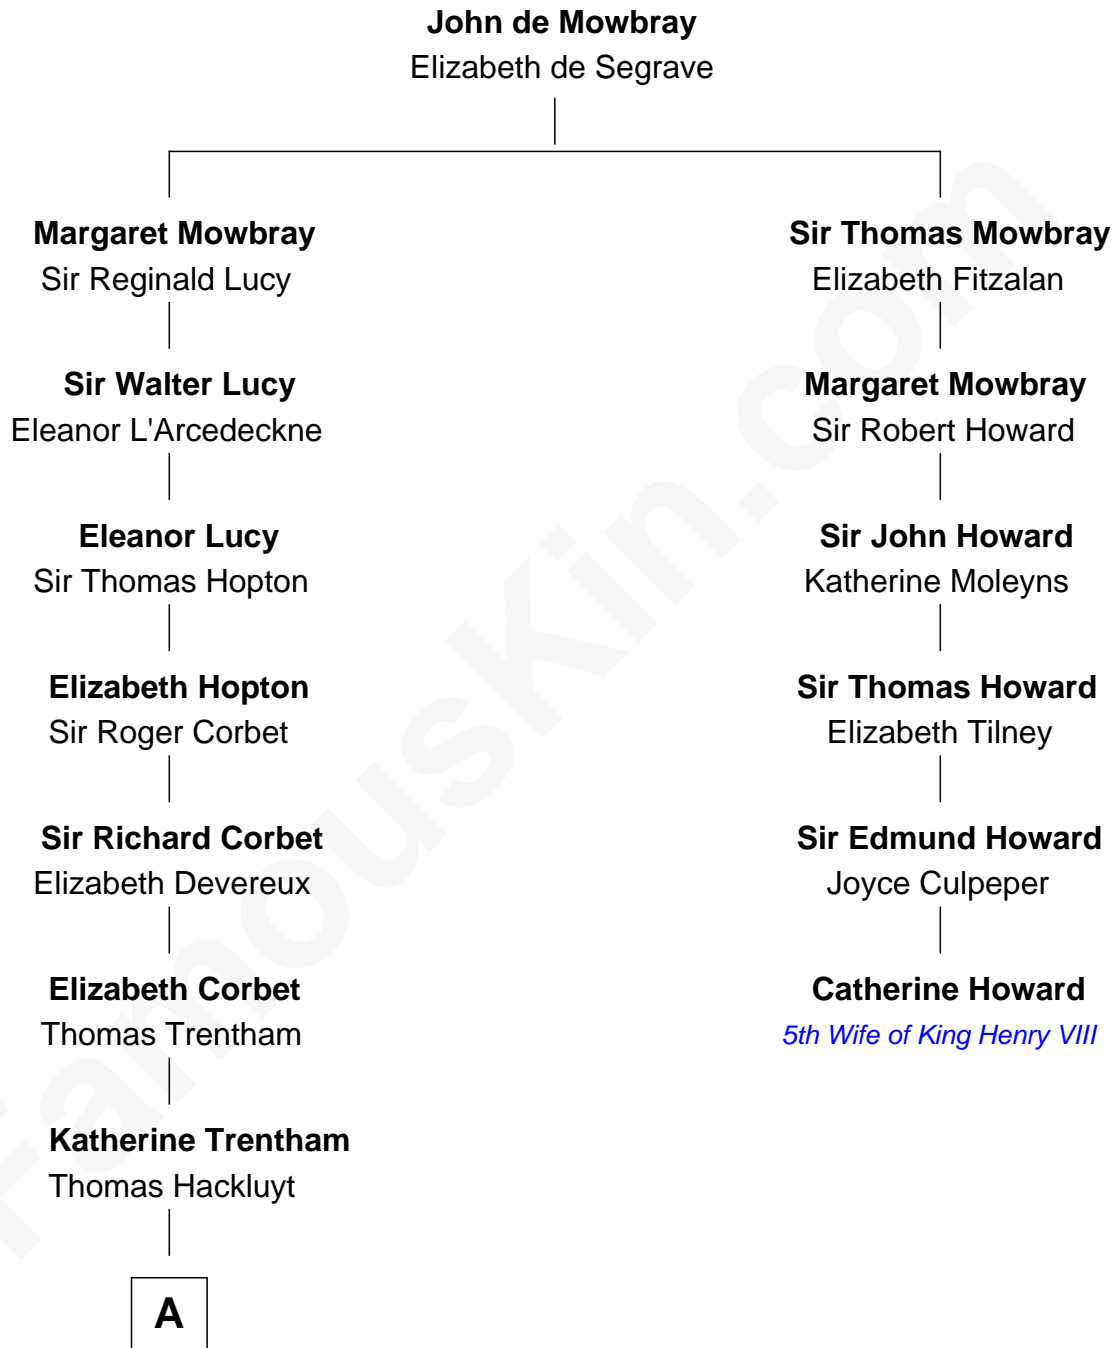 John de Mowbray
Elizabeth de Segrave
Margaret Mowbray
Sir Reginald Lucy
Sir Thomas Mowbray
Elizabeth Fitzalan
Sir Walter Lucy
Eleanor L'Arcedeckne
Margaret Mowbray
Sir Robert Howard
Eleanor Lucy
Sir Thomas Hopton
Sir John Howard
Katherine Moleyns
Elizabeth Hopton
Sir Roger Corbet
Sir Thomas Howard
Elizabeth Tilney
Sir Richard Corbet
Elizabeth Devereux
Sir Edmund Howard
Joyce Culpeper
Elizabeth Corbet
Thomas Trentham
Catherine Howard
5th Wife of King Henry VIII
Katherine Trentham
Thomas Hackluyt
A
FamousKin.com